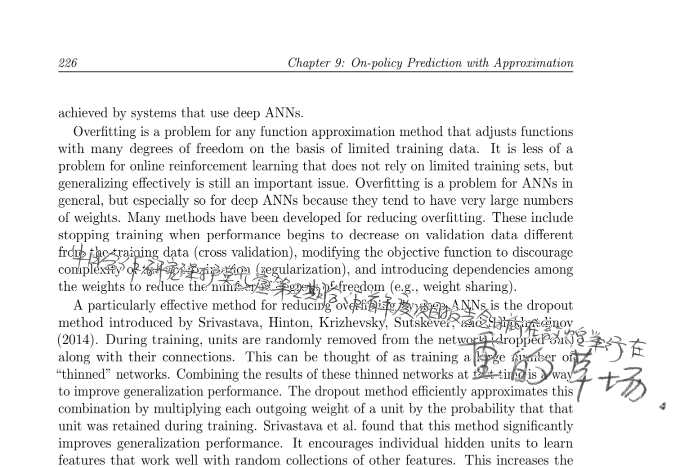 226
Chapter 9: On-policy Prediction with Approximation
achieved by systems that use deep ANNs.
Overfitting is a problem for any function approximation method that adjusts functions
with many degrees of freedom on the basis of limited training data. It is less of a
problem for online reinforcement learning that does not rely on limited training sets, but
generalizing effectively is still an important issue. Overfitting is a problem for ANNs in
general, but especially so for deep ANNs because they tend to have very large numbers
of weights. Many methods have been developed for reducing overfitting. These include
stopping training when performance begins to decrease on validation data different
from the training data (cross validation), modifying the objective function to discourage
complexity of the (regularization), and introducing dependencies among
the weights to reduce the number of degrees of freedom (e.g., weight sharing).
A particularly effective method for reducing overfitting by deep ANNs is the dropout
method introduced by Srivastava, Hinton, Krizhevsky, Sutskever, and Salakhutdinov
(2014). During training, units are randomly removed from the network (dropped out)
along with their connections. This can be thought of as training a large number of
“thinned” networks. Combining the results of these thinned networks at test time is a way
to improve generalization performance. The dropout method efficiently approximates this
combination by multiplying each outgoing weight of a unit by the probability that that
unit was retained during training. Srivastava et al. found that this method significantly
improves generalization performance. It encourages individual hidden units to learn
features that work well with random collections of other features. This increases the
行在
的草场.